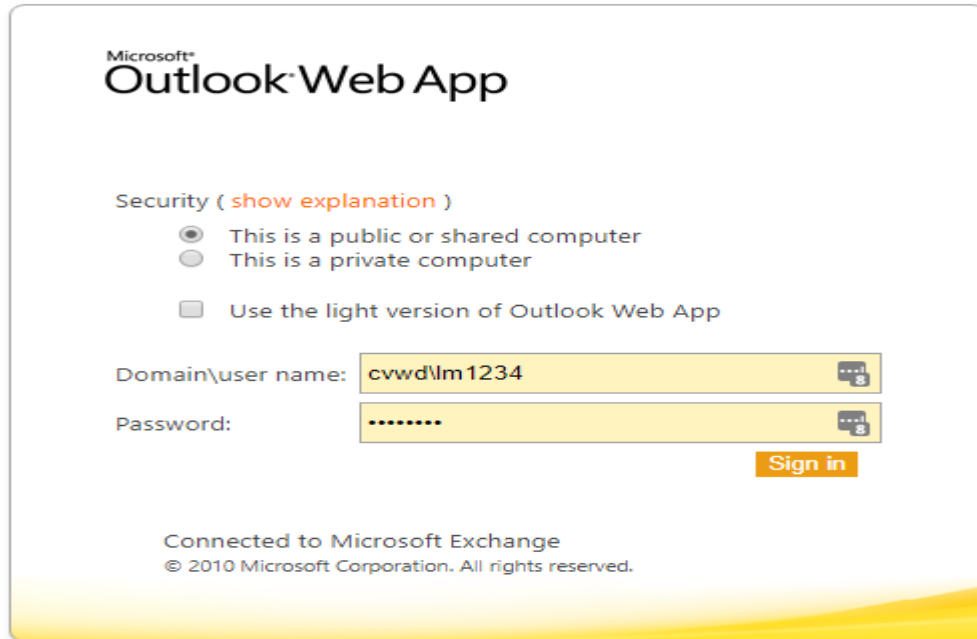 Microsoft®
Outlook® Web App
Security ( show explanation )
This is a public or shared computer
This is a private computer
Use the light version of Outlook Web App
Domain\user name: cvwd\lm1234
Password: ••••••••
Sign in
Connected to Microsoft Exchange
© 2010 Microsoft Corporation. All rights reserved.